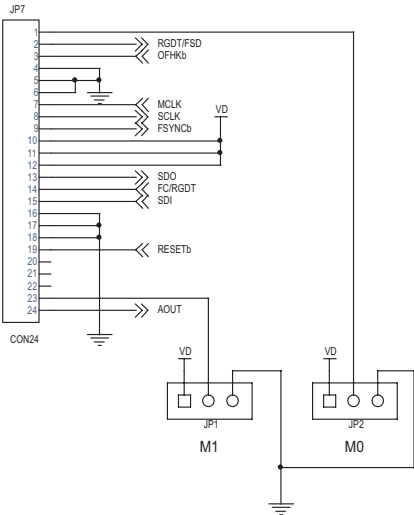 JP7
1
2 RGDT/FSD
3 OFHKb
4
5
6
7 MCLK
8 SCLK
9 FSYNCb
VD
10
11
12
13 SDO
14 FC/RGDT
15 SDI
16
17
18
19 RESETb
20
21
22
23
24 AOUT
CON24
VD
VD
JP1
JP2
M1
M0